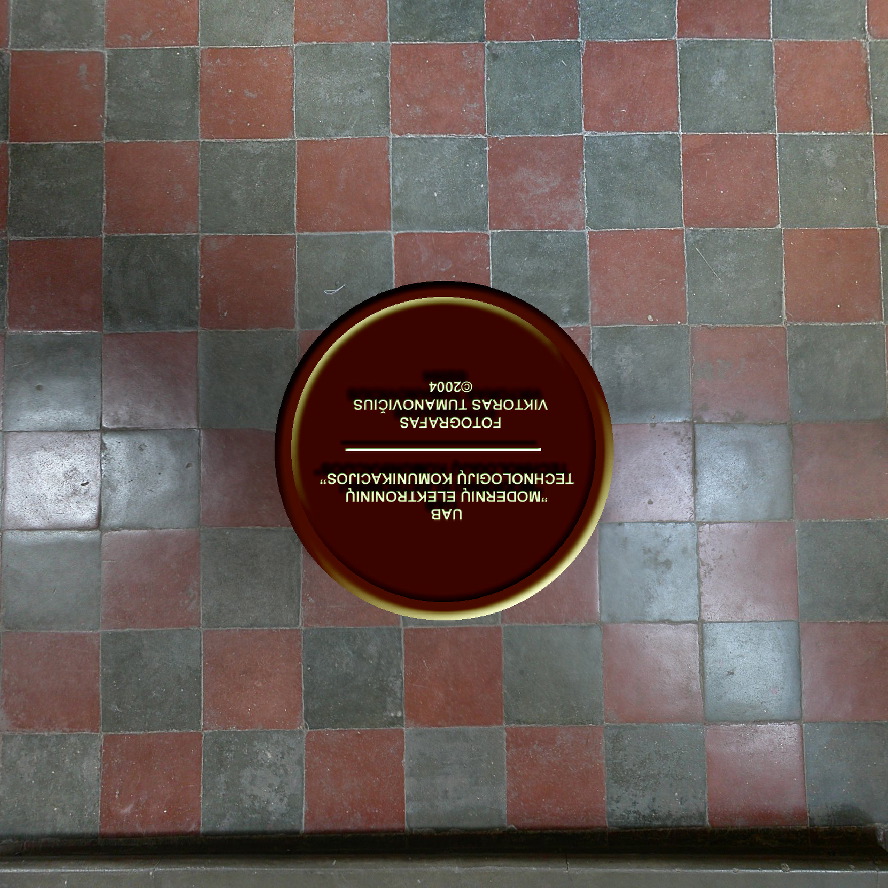 UAB
"MODERNIŲ ELEKTRONINIŲ
TECHNOLOGIJŲ KOMUNIKACIJOS"
FOTOGRAFAS
VIKTORAS TUMANOVIČIUS
©2004